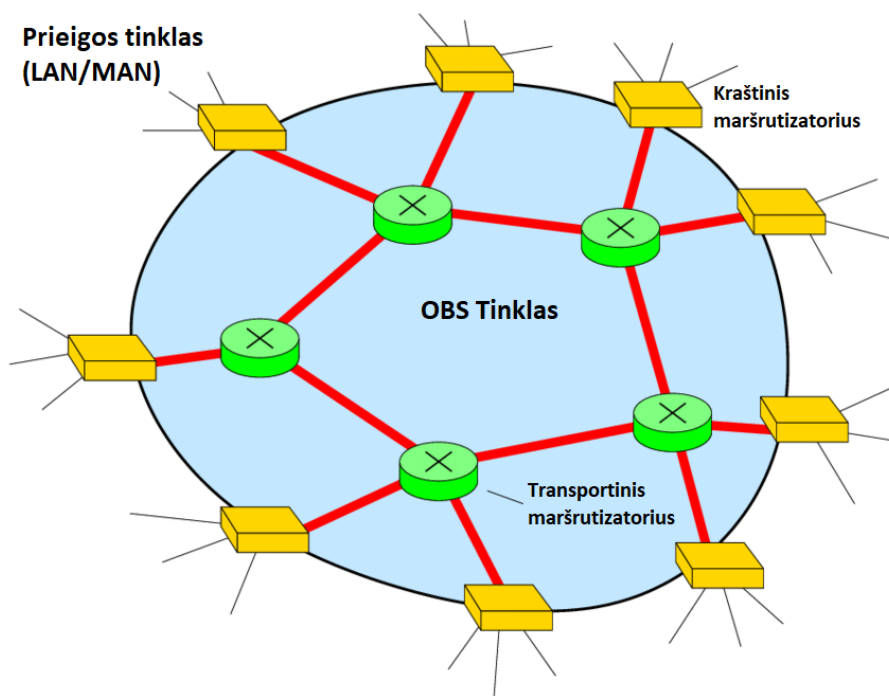 Prieigos tinklas
(LAN/MAN)
Kraštinis
maršrutizatorius
OBS Tinklas
Transportinis
maršrutizatorius